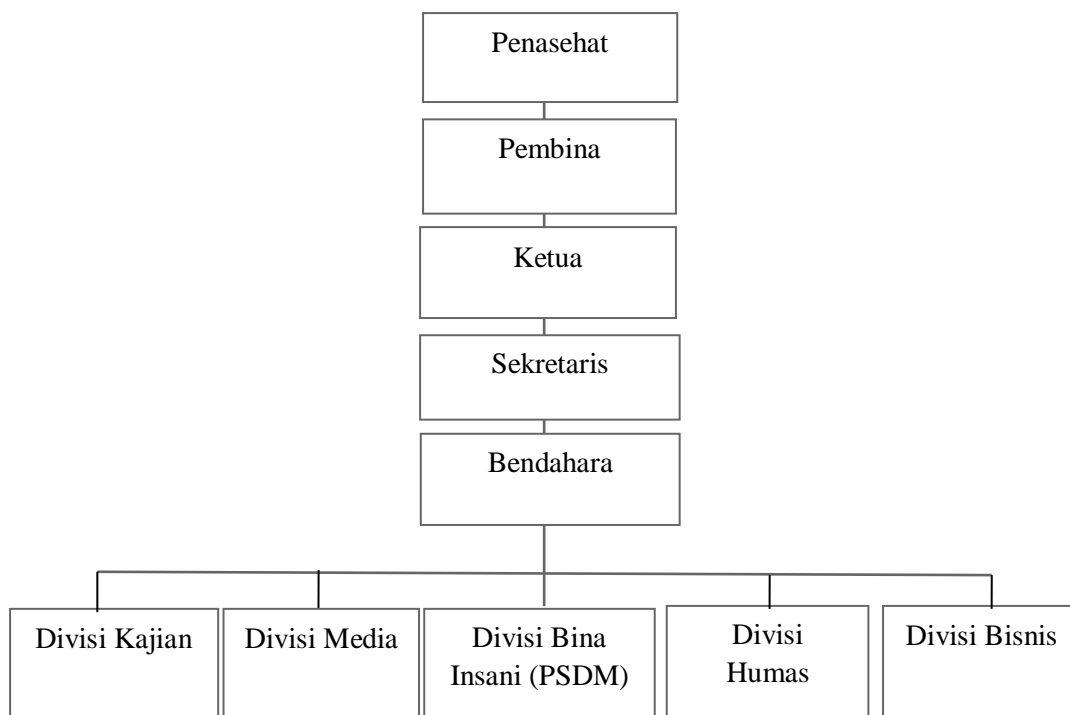 Penasehat
Pembina
Ketua
Sekretaris
Bendahara
Divisi Kajian
Divisi Media
Divisi Bina
Insani (PSDM)
Divisi
Humas
Divisi Bisnis